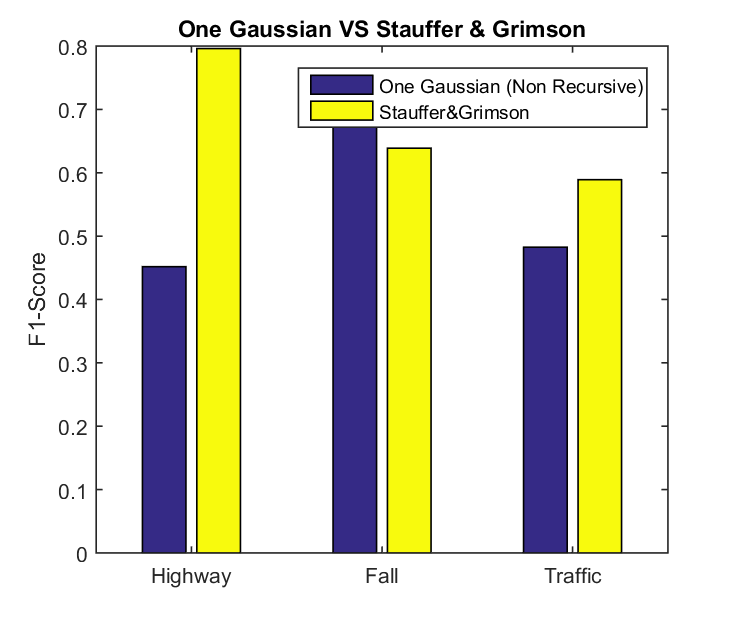 One Gaussian VS Stauffer & Grimson
0.8
0.7
0.6
0.5
0.4
0.3
0.2
0.1
0
F1-Score
One Gaussian (Non Recursive)
Stauffer&Grimson
Highway Fall Traffic